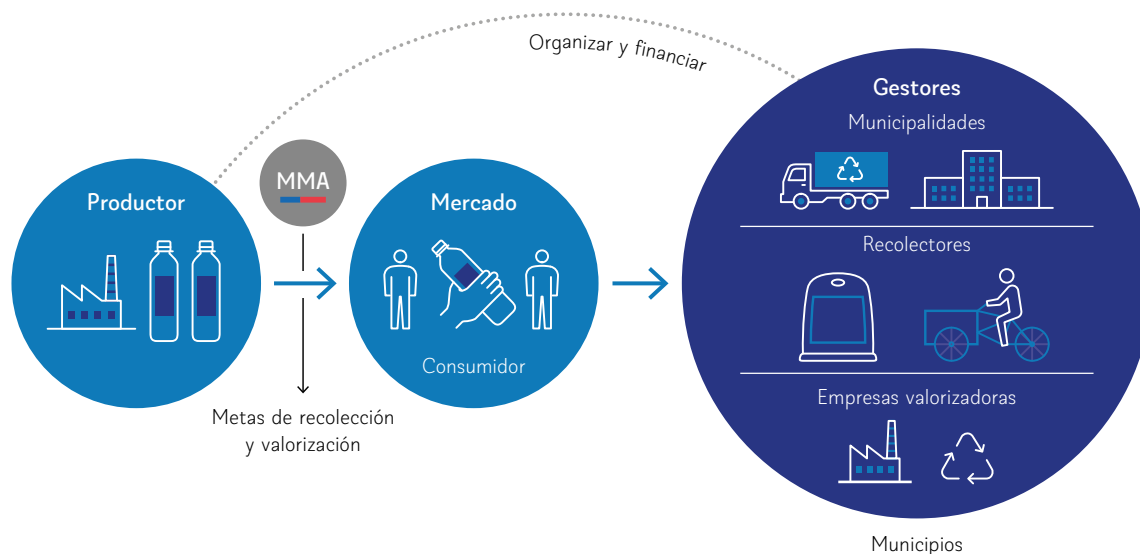 Organizar y financiar
MMA
Productor
Mercado
Consumidor
Metas de recolección
y valorización
Gestores
Municipalidades
Recolectores
Empresas valorizadoras
Municipios